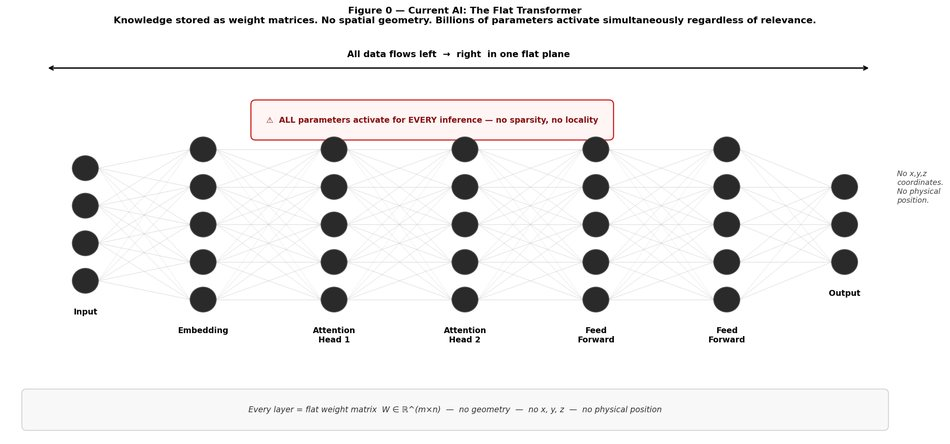 Figure 0 — Current AI: The Flat Transformer
Knowledge stored as weight matrices. No spatial geometry. Billions of parameters activate simultaneously regardless of relevance.
All data flows left → right in one flat plane
⚠ ALL parameters activate for EVERY inference — no sparsity, no locality
No x,y,z
coordinates.
No physical
position.
Input
Embedding
Attention
Head 1
Attention
Head 2
Feed
Forward
Feed
Forward
Output
Every layer = flat weight matrix W ∈ ℝ^(m×n) — no geometry — no x, y, z — no physical position